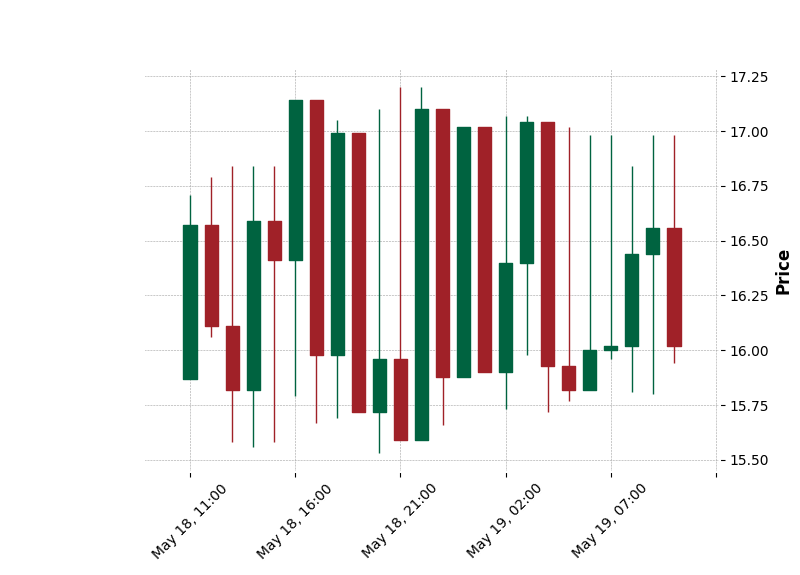 17.25
17.00
16.75
16.50
16.25
16.00
15.75
15.50
Price
May 18, 11:00
May 18, 16:00
May 18, 21:00
May 19, 02:00
May 19, 07:00